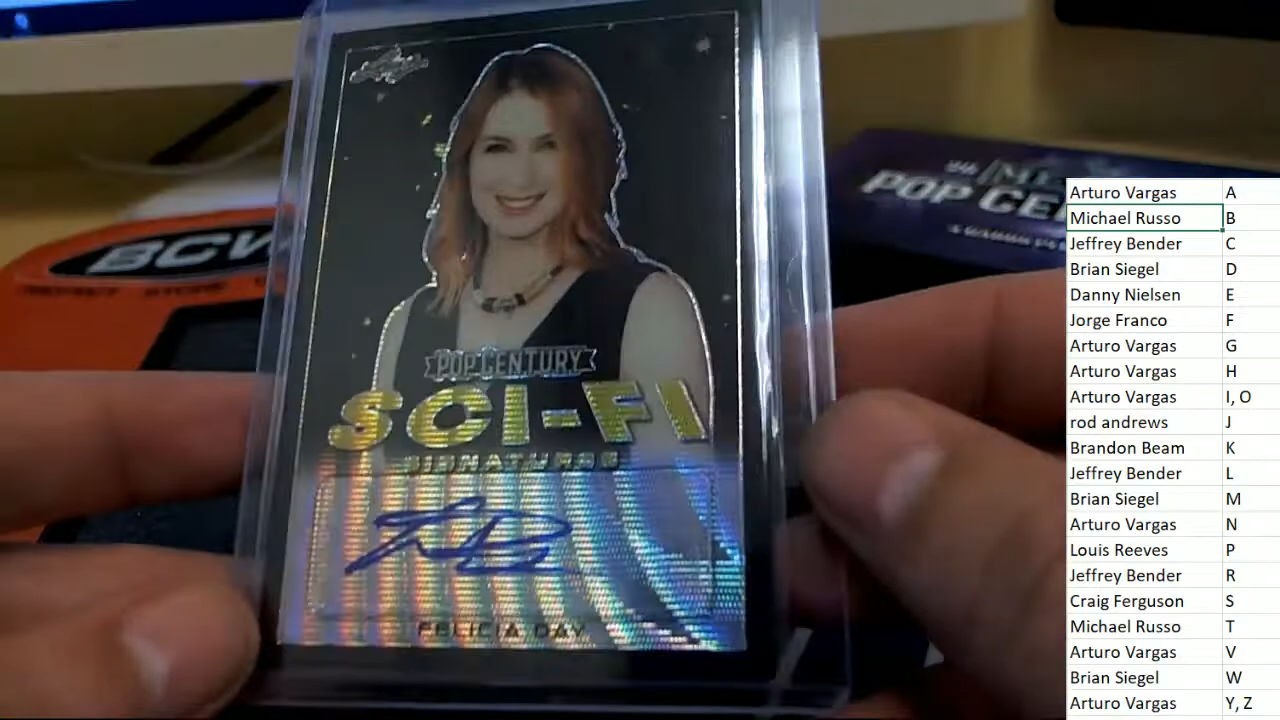 Leaf
POP CENTURY
SCI-FI
SIGNATURES
FELICIA DAY
BCW
POP CEN
Arturo Vargas A
Michael Russo B
Jeffrey Bender C
Brian Siegel D
Danny Nielsen E
Jorge Franco F
Arturo Vargas G
Arturo Vargas H
Arturo Vargas I, O
rod andrews J
Brandon Beam K
Jeffrey Bender L
Brian Siegel M
Arturo Vargas N
Louis Reeves P
Jeffrey Bender R
Craig Ferguson S
Michael Russo T
Arturo Vargas V
Brian Siegel W
Arturo Vargas Y, Z